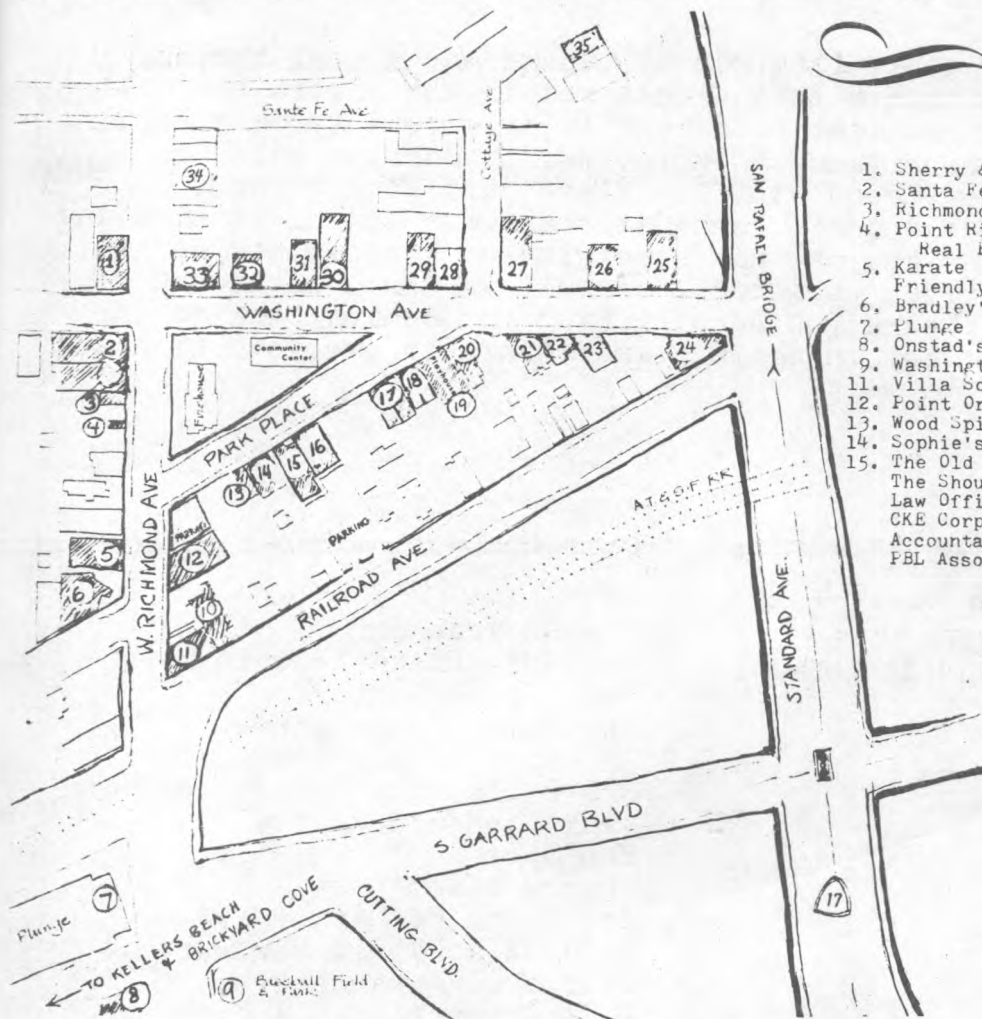 35
Santa Fe Ave
Cottage Ave
34
SAN RAFAEL BRIDGE
1
33
32
31
30
29
28
27
26
25
WASHINGTON AVE
2
Community
Center
Firehouse
20
21
22
23
24
3
4
17
18
19
PARK PLACE
13
14
15
16
W. RICHMOND AVE
A T & S F RR
PARKING
5
12
RAILROAD AVE
6
10
11
STANDARD AVE.
S GARRARD BLVD
7
Plunge
CUTTING BLVD.
17
TO KELLERS BEACH
& BRICKYARD COVE
8
9
Baseball Field
&
1. Sherry &
2. Santa Fe
3. Richmond
4. Point Ri
Real E
5. Karate
Friendly
6. Bradley'
7. Plunge
8. Onstad's
9. Washingt
11. Villa So
12. Point Or
13. Wood Spi
14. Sophie's
15. The Old
The Shou
Law Offi
CKE Corp
Accounta
PBL Asso